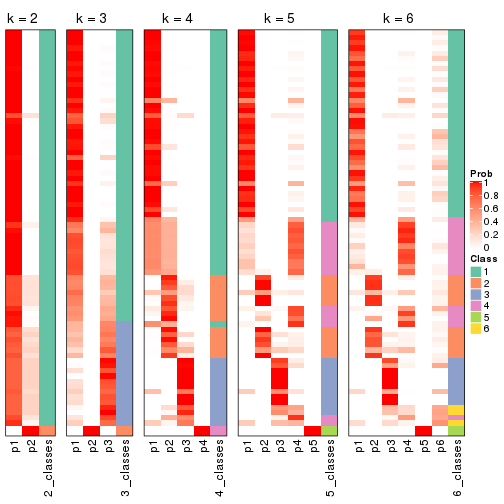 k = 2
k = 3
k = 4
k = 5
k = 6
Prob
1
0.8
0.6
0.4
0.2
0
Class
1
2
3
4
5
6
p1
p2
2_classes
p1
p2
p3
3_classes
p1
p2
p3
p4
4_classes
p1
p2
p3
p4
p5
5_classes
p1
p2
p3
p4
p5
p6
6_classes